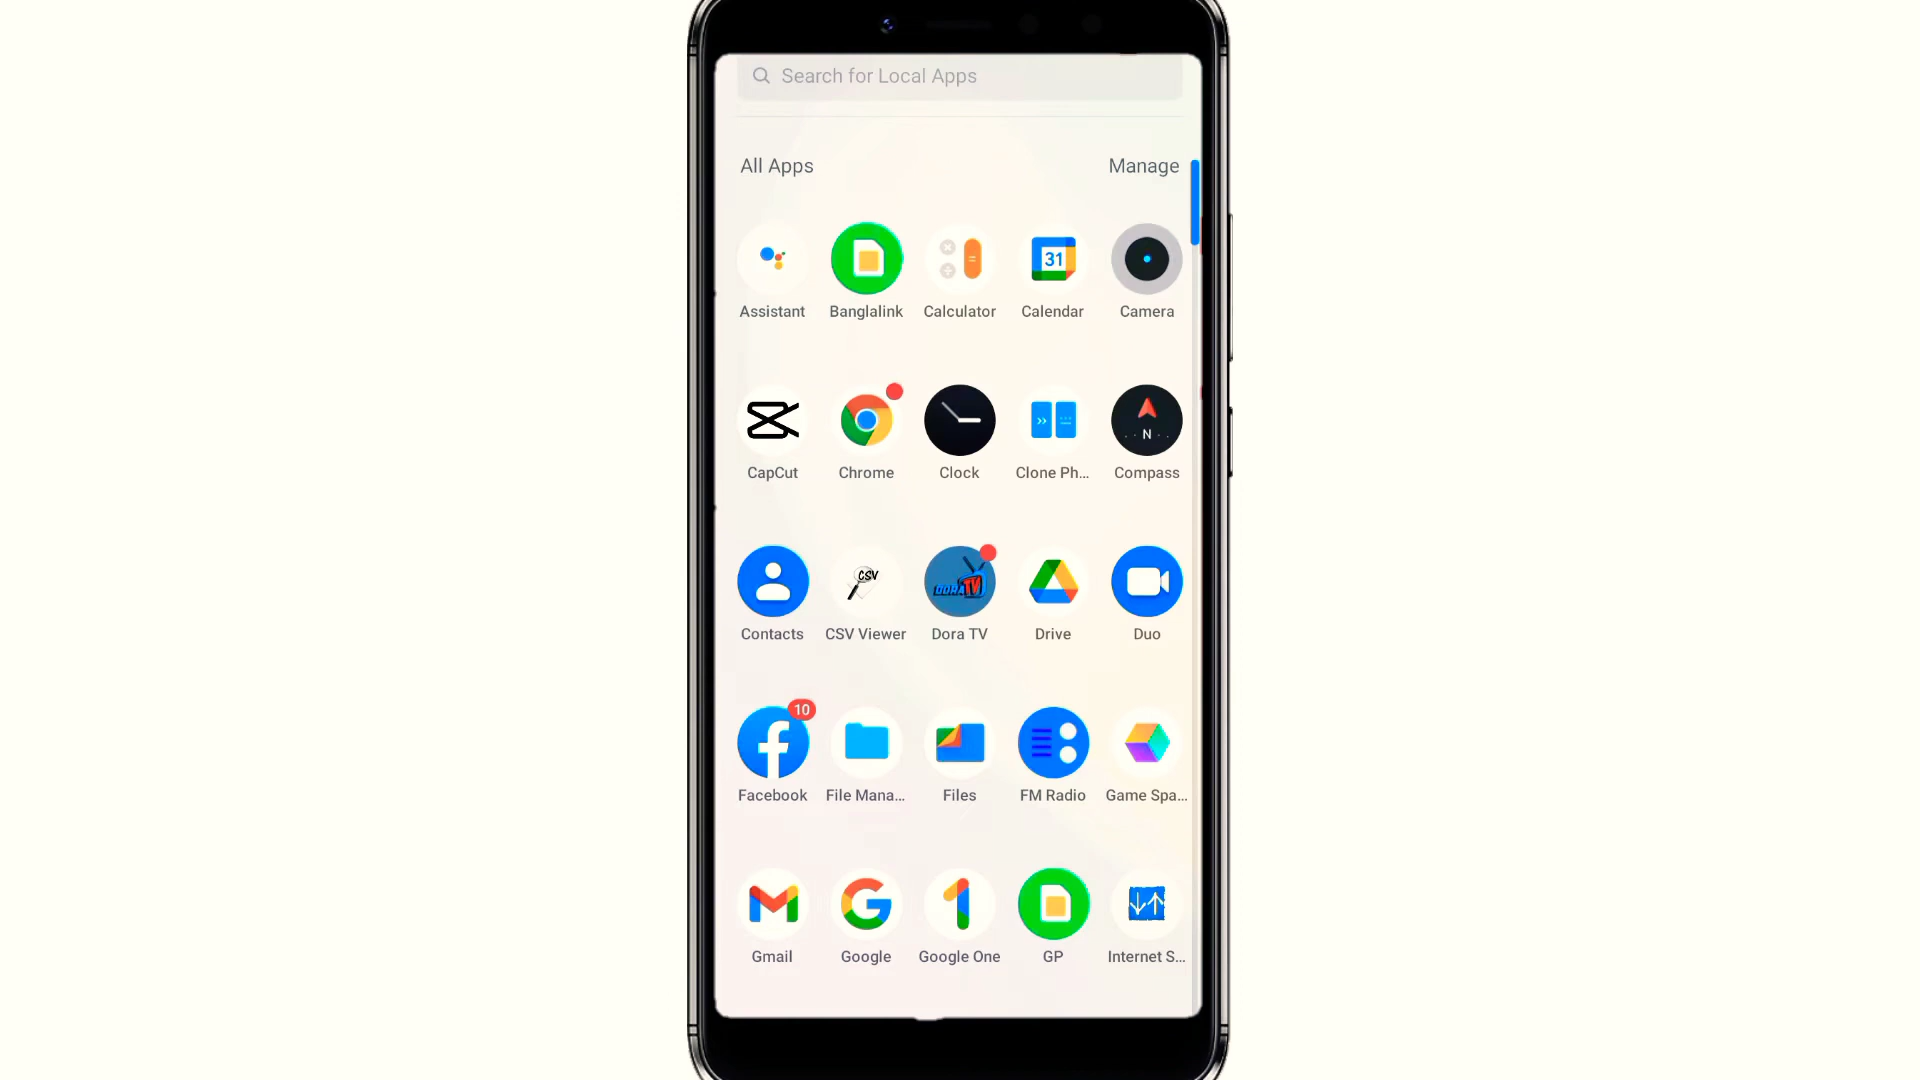 Search for Local Apps
All Apps
Manage
31
Assistant
Banglalink
Calculator
Calendar
Camera
N
CapCut
Chrome
Clock
Clone Ph...
Compass
CSV
DORA TV
Contacts
CSV Viewer
Dora TV
Drive
Duo
10
Facebook
File Mana...
Files
FM Radio
Game Spa...
Gmail
Google
Google One
GP
Internet S...